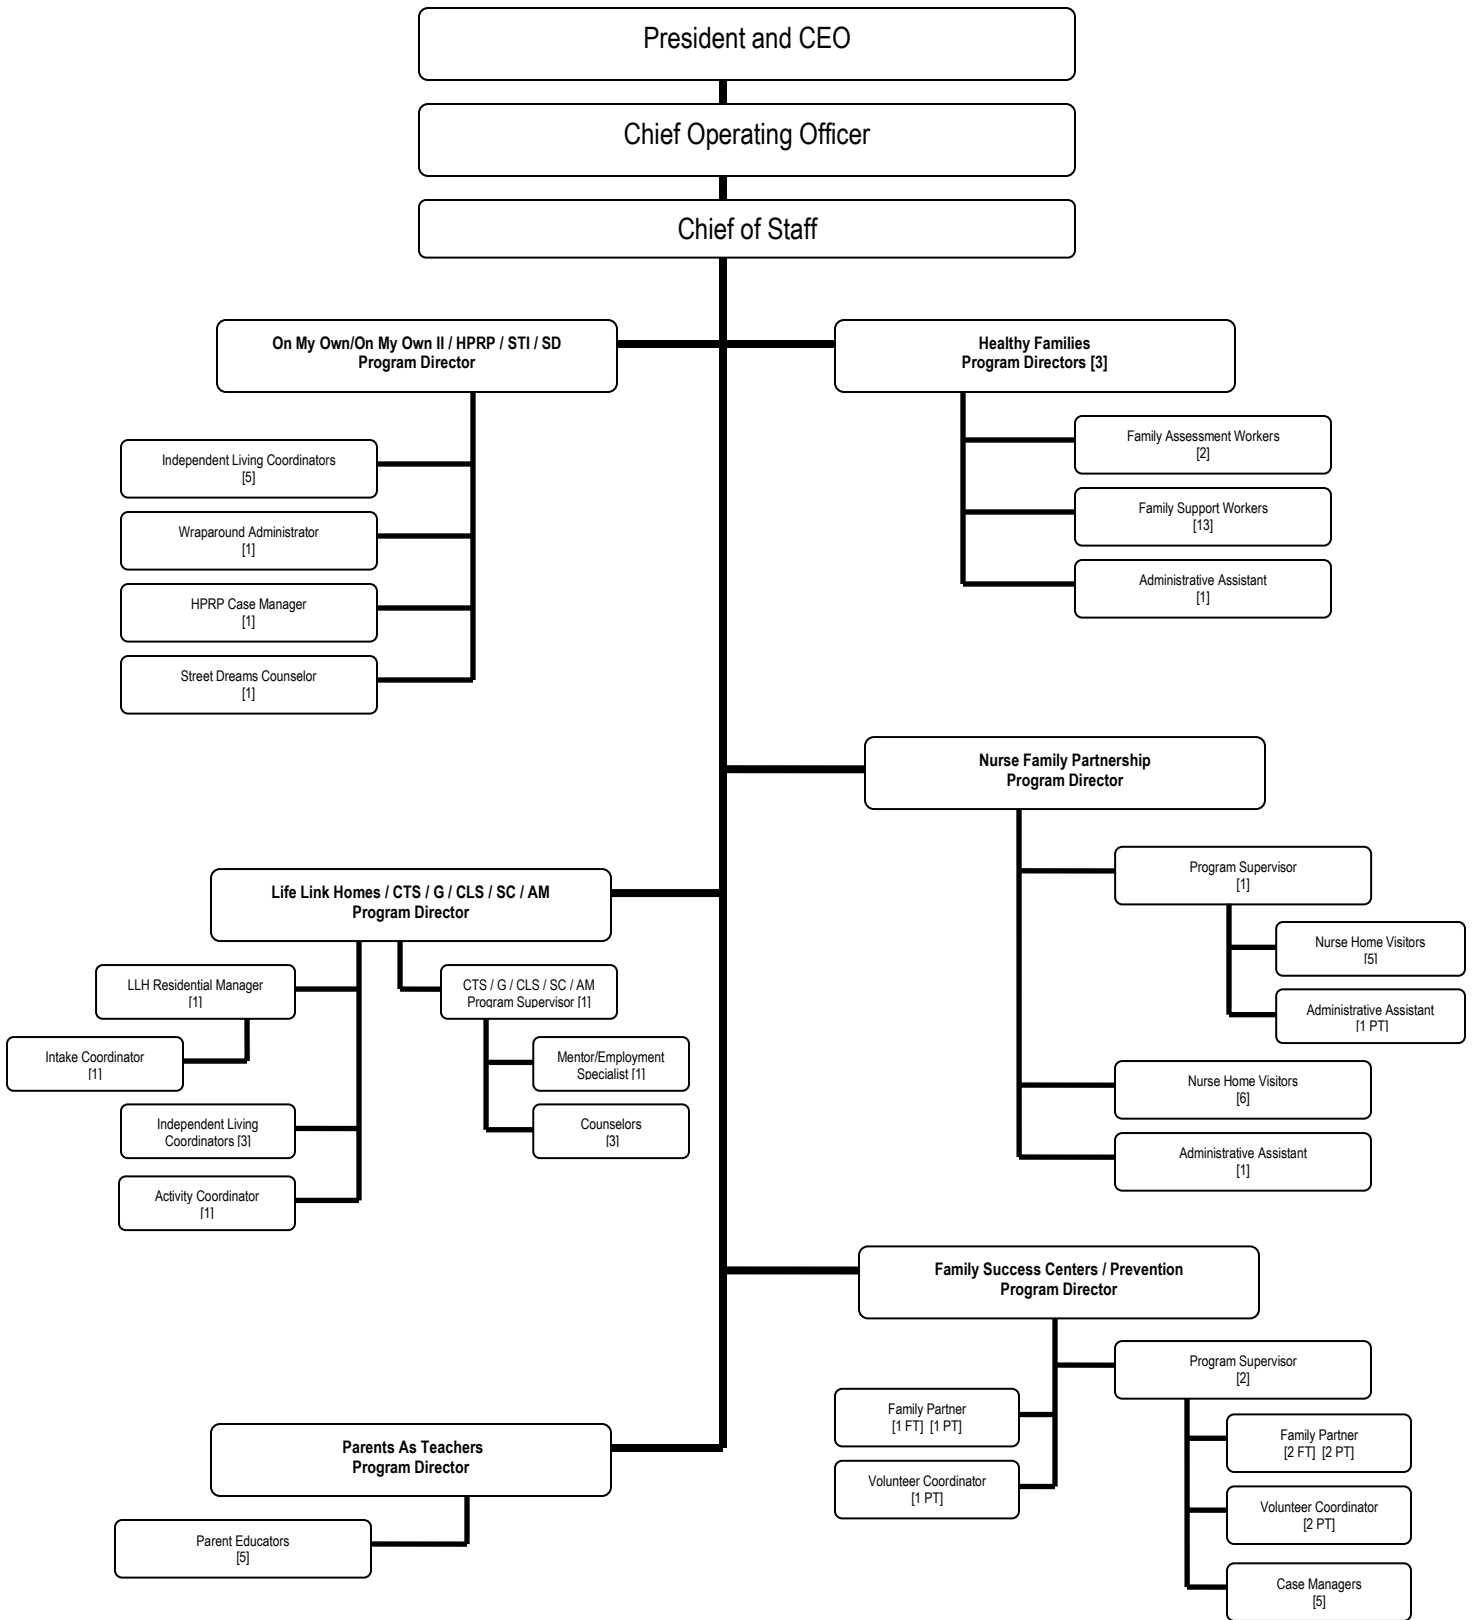 President and CEO
Chief Operating Officer
Chief of Staff
On My Own/On My Own II / HPRP / STI / SD
Program Director
Independent Living Coordinators
[5]
Wraparound Administrator
[1]
HPRP Case Manager
[1]
Street Dreams Counselor
[1]
Healthy Families
Program Directors [3]
Family Assessment Workers
[2]
Family Support Workers
[13]
Administrative Assistant
[1]
Nurse Family Partnership
Program Director
Program Supervisor
[1]
Nurse Home Visitors
[5]
Administrative Assistant
[1 PT]
Nurse Home Visitors
[6]
Administrative Assistant
[1]
Life Link Homes / CTS / G / CLS / SC / AM
Program Director
LLH Residential Manager
[1]
Intake Coordinator
[1]
Independent Living
Coordinators [3]
Activity Coordinator
[1]
CTS / G / CLS / SC / AM
Program Supervisor [1]
Mentor/Employment
Specialist [1]
Counselors
[3]
Family Success Centers / Prevention
Program Director
Family Partner
[1 FT] [1 PT]
Volunteer Coordinator
[1 PT]
Program Supervisor
[2]
Family Partner
[2 FT] [2 PT]
Volunteer Coordinator
[2 PT]
Case Managers
[5]
Parents As Teachers
Program Director
Parent Educators
[5]